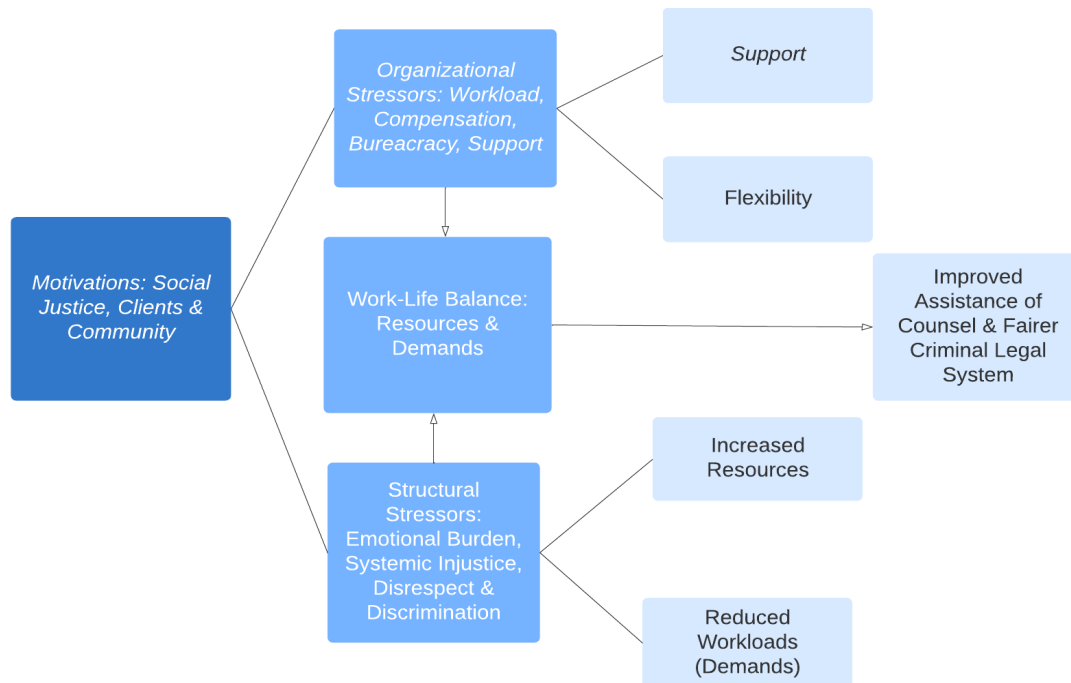 Organizational
Stressors: Workload,
Compensation,
Bureacracy, Support
Support
Flexibility
Motivations: Social
Justice, Clients &
Community
Work-Life Balance:
Resources &
Demands
Improved
Assistance of
Counsel & Fairer
Criminal Legal
System
Structural
Stressors:
Emotional Burden,
Systemic Injustice,
Disrespect &
Discrimination
Increased
Resources
Reduced
Workloads
(Demands)